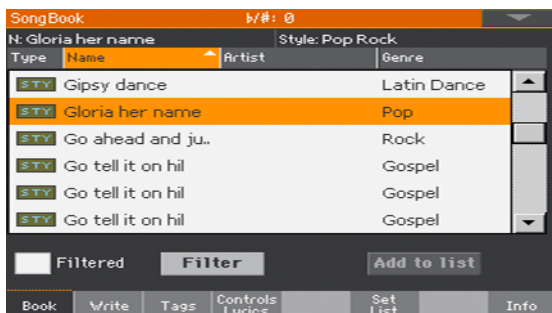 SongBook ♭/#: 0
N: Gloria her name Style: Pop Rock
Type Name Artist Genre
STY Gipsy dance Latin Dance
STY Gloria her name Pop
STY Go ahead and ju.. Rock
STY Go tell it on hil Gospel
STY Go tell it on hil Gospel
STY Go tell it on hil Gospel
Filtered Filter Add to list
Book Write Tags Controls Lyrics Set List Info